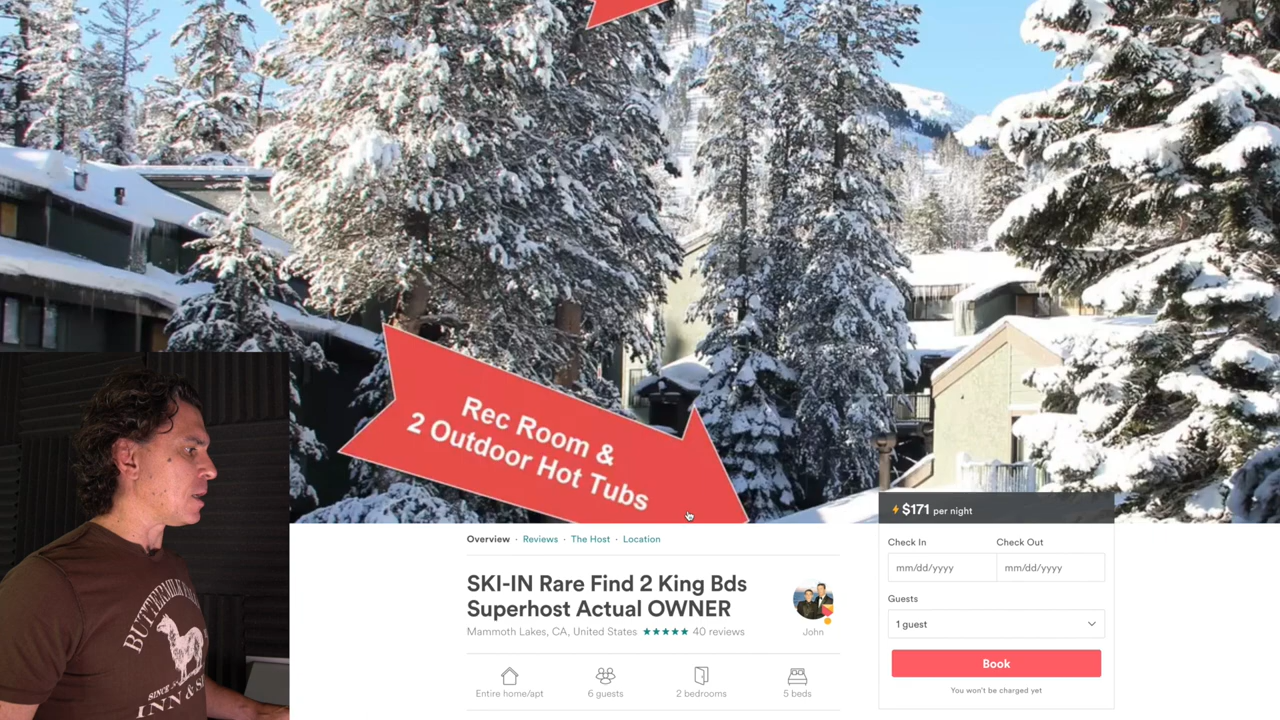 Rec Room &
2 Outdoor Hot Tubs
$171 per night
Overview · Reviews · The Host · Location
Check In Check Out
mm/dd/yyyy mm/dd/yyyy
SKI-IN Rare Find 2 King Bds
Superhost Actual OWNER
Mammoth Lakes, CA, United States ★★★★★ 40 reviews
John
Guests
1 guest
Book
You won't be charged yet
Entire home/apt 6 guests 2 bedrooms 5 beds
SINCE
INN &